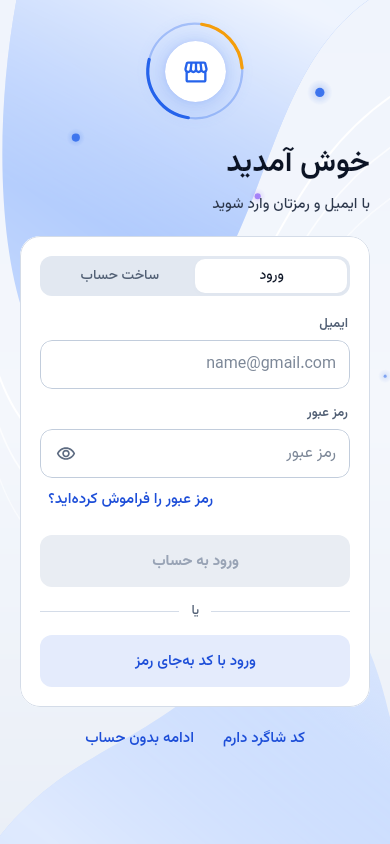 خوش آمدید
با ایمیل و رمزتان وارد شوید
ورود
ساخت حساب
ایمیل
name@gmail.com
رمز عبور
رمز عبور
رمز عبور را فراموش کرده‌اید؟
ورود به حساب
یا
ورود با کد به‌جای رمز
کد شاگرد دارم
ادامه بدون حساب